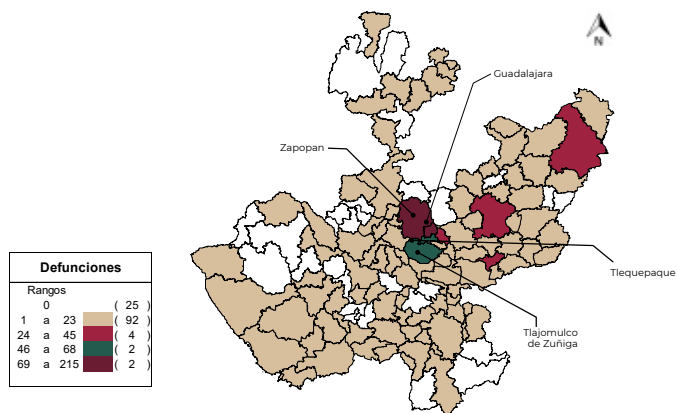 N
Guadalajara
Zapopan
Tlequepaque
Tlajomulco
de Zuñiga
Defunciones
Rangos
0 ( 25 )
1 a 23 ( 92 )
24 a 45 ( 4 )
46 a 68 ( 2 )
69 a 215 ( 2 )